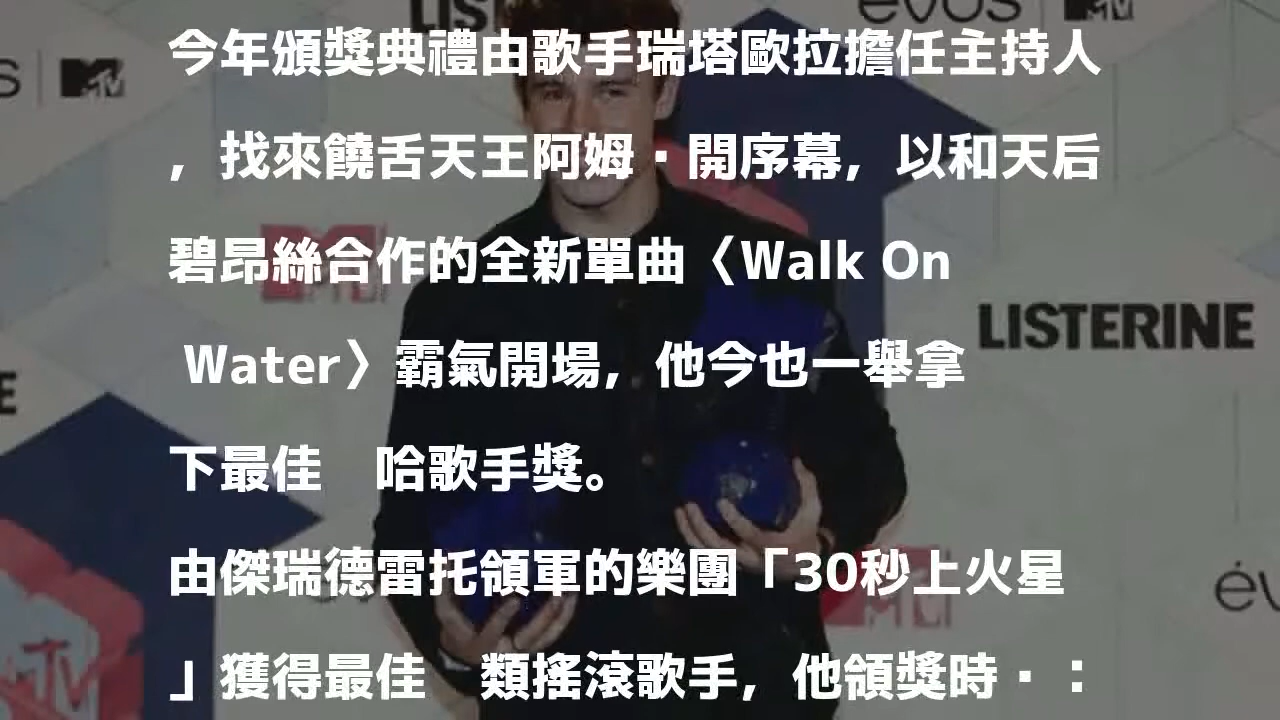 LIS
evos
MTV
S MTV
今年頒獎典禮由歌手瑞塔歐拉擔任主持人
，找來饒舌天王阿姆·開序幕，以和天后
碧昂絲合作的全新單曲〈Walk On
Water〉霸氣開場，他今也一舉拿
LISTERINE
E
下最佳　哈歌手獎。
由傑瑞德雷托領軍的樂團「30秒上火星
」獲得最佳　類搖滾歌手，他領獎時·：
MTV